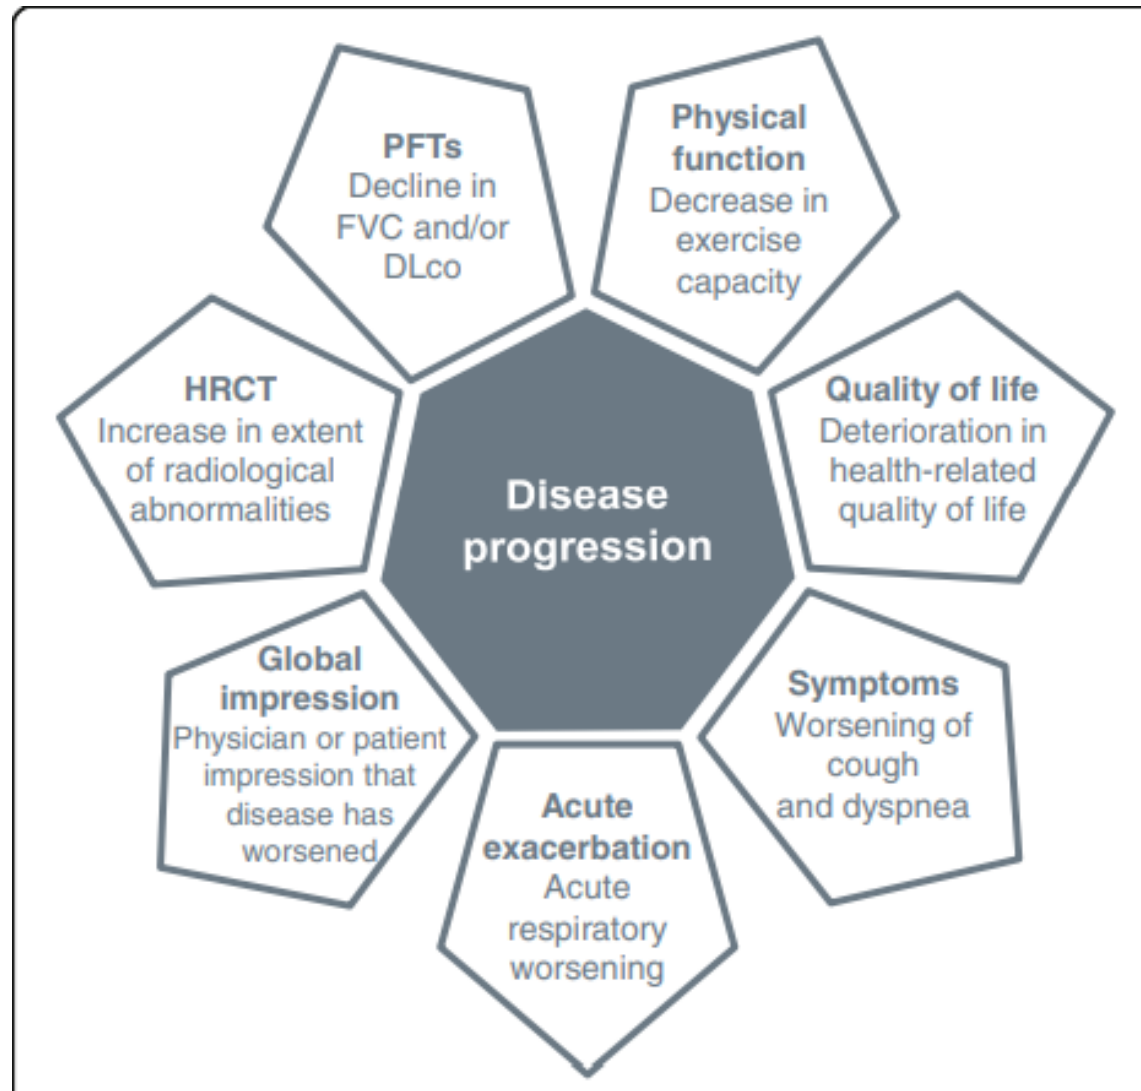 PFTs
Decline in
FVC and/or
DLco
Physical
function
Decrease in
exercise
capacity
HRCT
Increase in extent
of radiological
abnormalities
Quality of life
Deterioration in
health-related
quality of life
Disease
progression
Global
impression
Physician or patient
impression that
disease has
worsened
Symptoms
Worsening of
cough
and dyspnea
Acute
exacerbation
Acute
respiratory
worsening